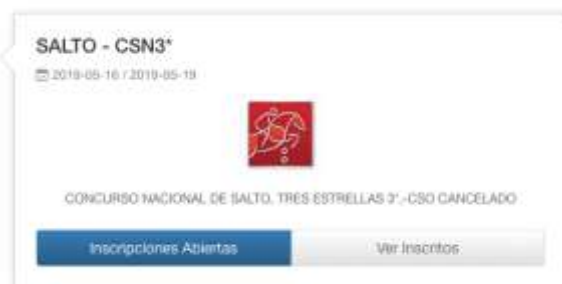 SALTO - CSN3*
2019-05-16 / 2019-05-19
CONCURSO NACIONAL DE SALTO. TRES ESTRELLAS 3*.-CSO CANCELADO
Inscripciones Abiertas
Ver Inscritos